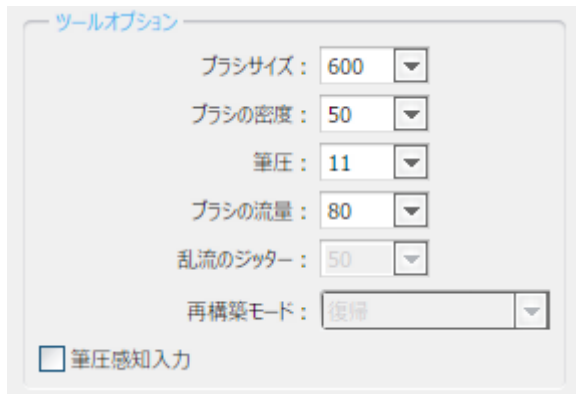 ツールオプション
ブラシサイズ： 600
ブラシの密度： 50
筆圧： 11
ブラシの流量： 80
乱流のジッター： 50
再構築モード： 復帰
筆圧感知入力